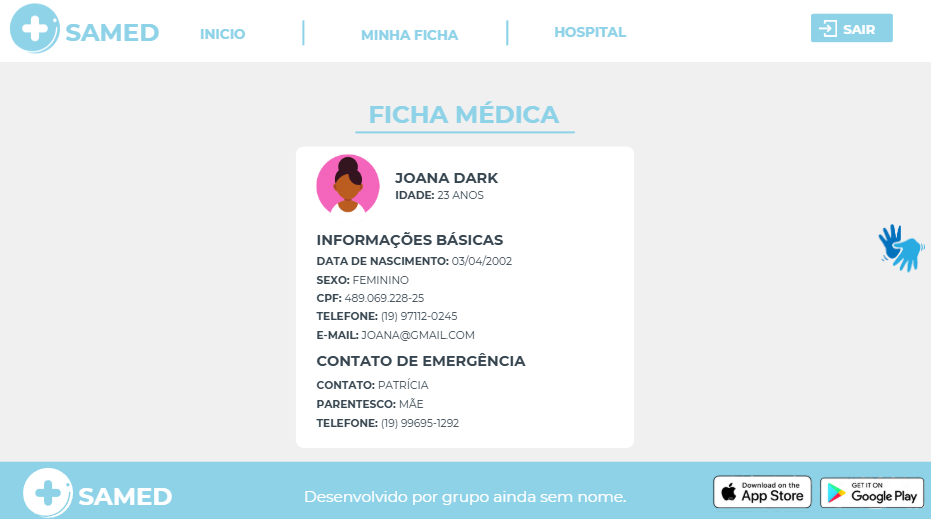 SAMED
INICIO
MINHA FICHA
HOSPITAL
SAIR
FICHA MÉDICA
JOANA DARK
IDADE: 23 ANOS
INFORMAÇÕES BÁSICAS
DATA DE NASCIMENTO: 03/04/2002
SEXO: FEMININO
CPF: 489.069.228-25
TELEFONE: (19) 97112-0245
E-MAIL: JOANA@GMAIL.COM
CONTATO DE EMERGÊNCIA
CONTATO: PATRÍCIA
PARENTESCO: MÃE
TELEFONE: (19) 99695-1292
SAMED
Desenvolvido por grupo ainda sem nome.
Download on the
App Store
GET IT ON
Google Play